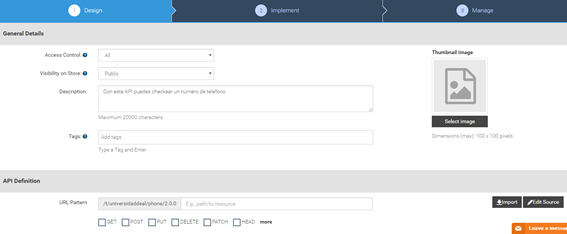 1 Design
2 Implement
3 Manage
General Details
Access Control: All
Thumbnail Image
Visibility on Store: Public
Description: Con esta API puedes checkear un número de telefono
Maximum 20000 characters
Select image
Tags: Add tags
Dimensions (max): 100 x 100 pixels
Type a Tag and Enter
API Definition
URL Pattern /t/universidaddeal/phone/2.0.0 E.g.: path/to/resource
Import Edit Source
GET POST PUT DELETE PATCH HEAD more
Leave a messa